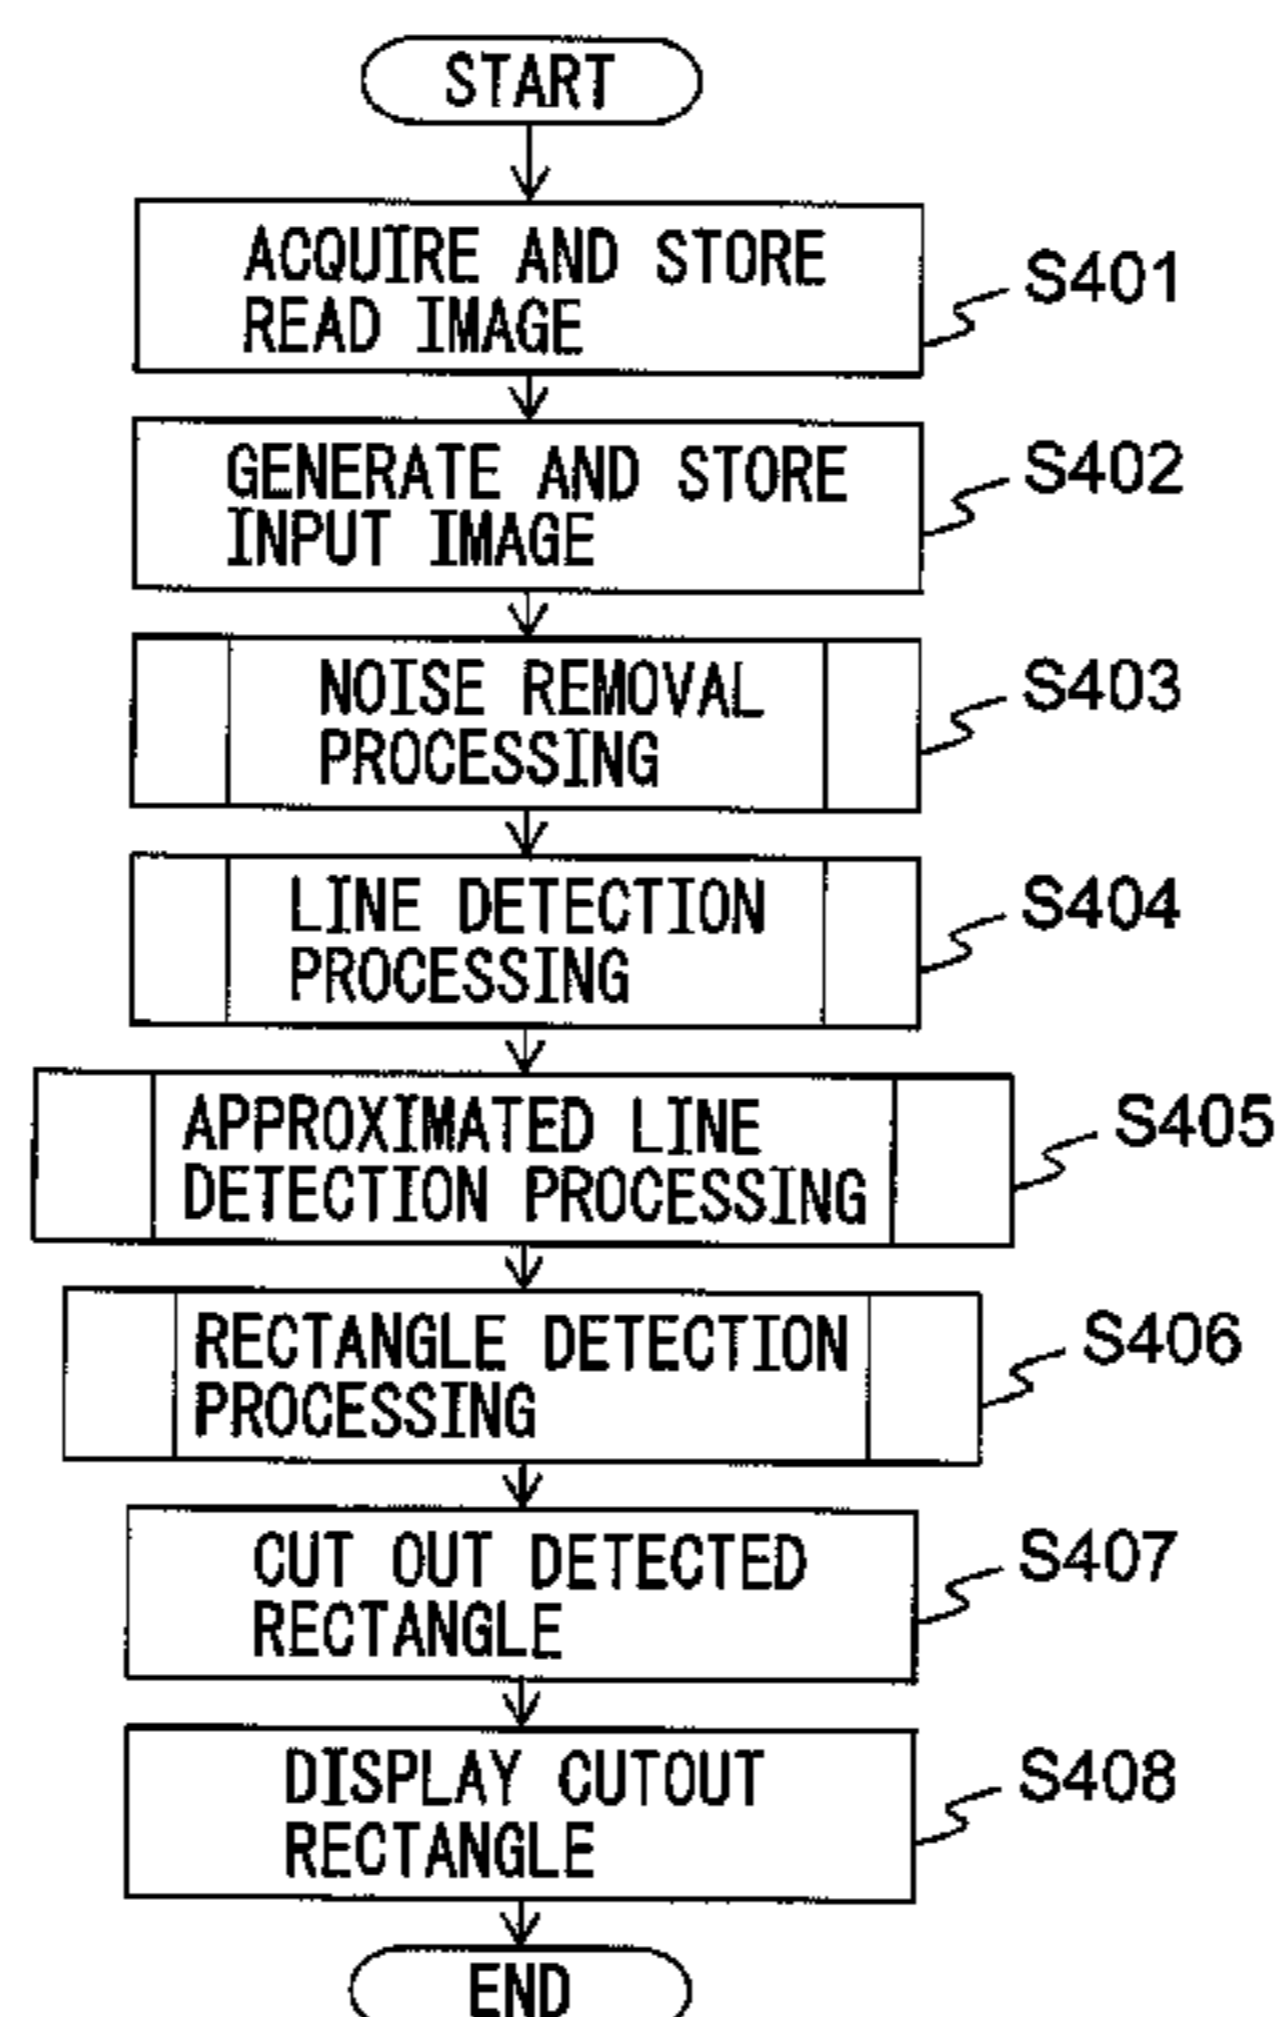 START
ACQUIRE AND STORE
READ IMAGE
S401
GENERATE AND STORE
INPUT IMAGE
S402
NOISE REMOVAL
PROCESSING
S403
LINE DETECTION
PROCESSING
S404
APPROXIMATED LINE
DETECTION PROCESSING
S405
RECTANGLE DETECTION
PROCESSING
S406
CUT OUT DETECTED
RECTANGLE
S407
DISPLAY CUTOUT
RECTANGLE
S408
END